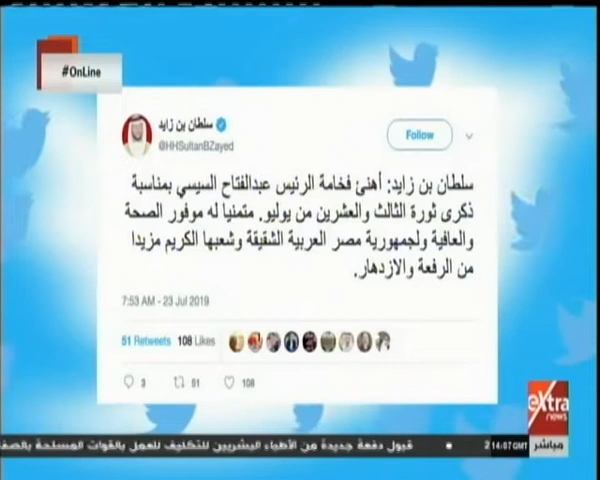 #OnLine
سلطان بن زايد
@HHSultanBZayed
Follow
سلطان بن زايد: أهنئ فخامة الرئيس عبدالفتاح السيسي بمناسبة
ذكرى ثورة الثالث والعشرين من يوليو. متمنيا له موفور الصحة
والعافية ولجمهورية مصر العربية الشقيقة وشعبها الكريم مزيدا
من الرفعة والازدهار.
7:53 AM - 23 Jul 2019
51 Retweets 108 Likes
3 51 108
eXtra
news
مباشر
14:07 GMT
قبول دفعة جديدة من الأطباء البشريين للتكليف للعمل بالقوات المسلحة